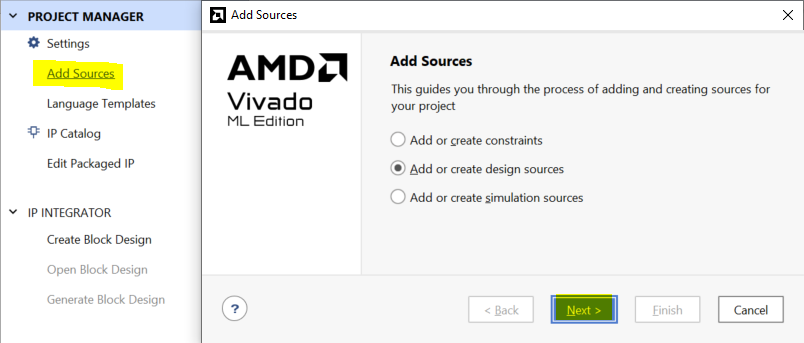 PROJECT MANAGER
Settings
Add Sources
Language Templates
IP Catalog
Edit Packaged IP
IP INTEGRATOR
Create Block Design
Open Block Design
Generate Block Design
Add Sources
AMD
Vivado
ML Edition
Add Sources
This guides you through the process of adding and creating sources for
your project
Add or create constraints
Add or create design sources
Add or create simulation sources
?
< Back
Next >
Finish
Cancel